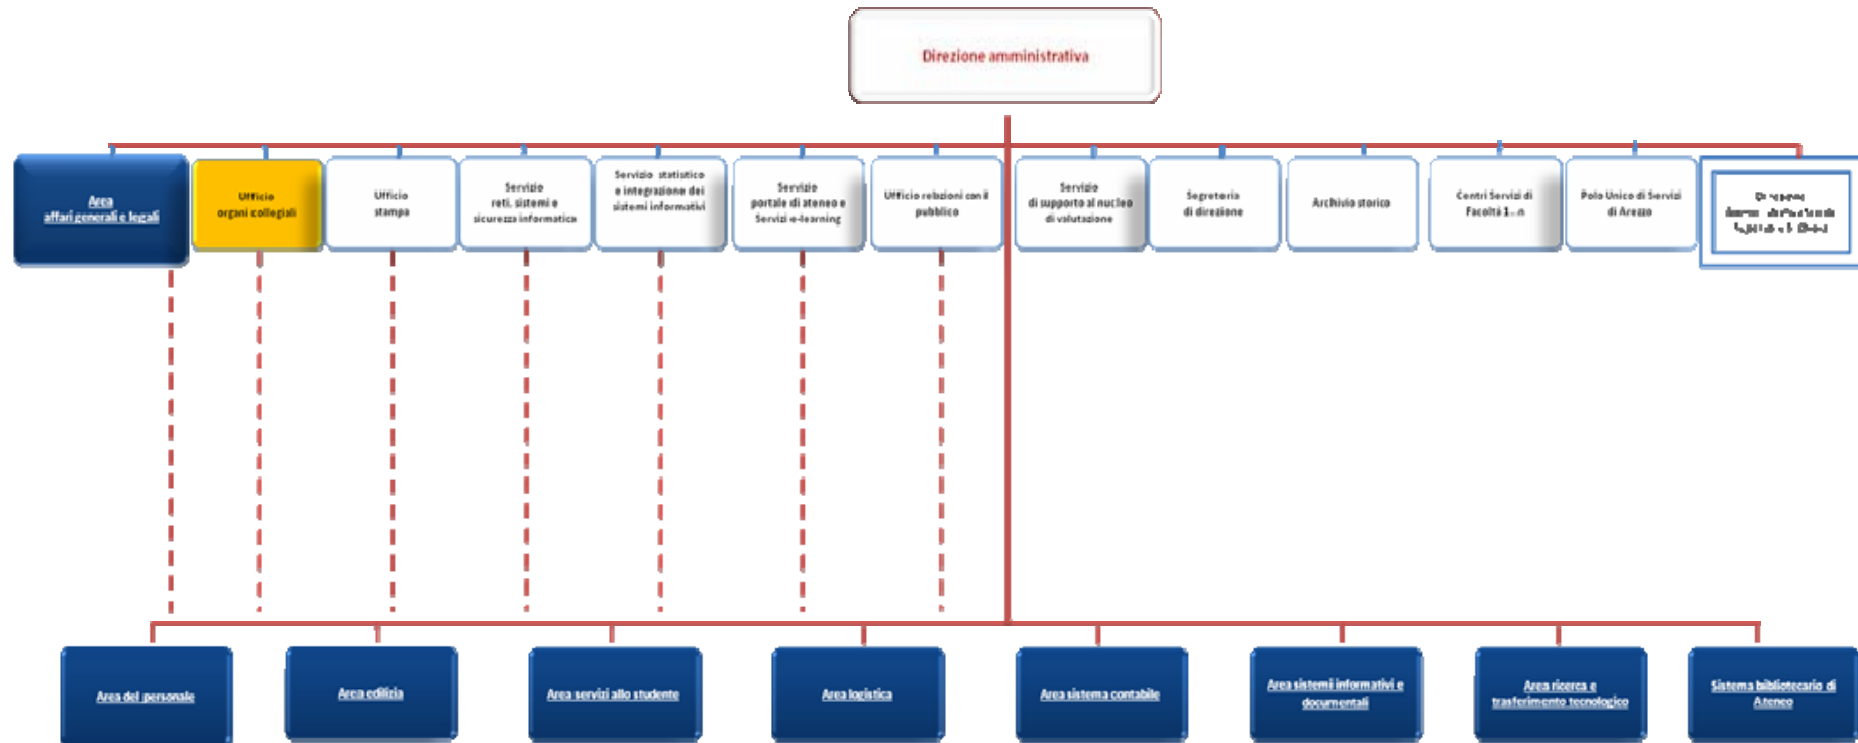 Direzione amministrativa
Area
affari generali e legali
Ufficio
organi collegiali
Ufficio
stampa
Servizio
reti, sistemi e
sicurezza informatica
Servizio statistico
e integrazione dei
sistemi informativi
Servizio
portale di ateneo e
Servizi e-learning
Ufficio relazioni con il
pubblico
Servizio
di supporto al nucleo
di valutazione
Segreteria
di direzione
Archivio storico
Centri Servizi di
Facoltà 1…n
Polo Unico di Servizi
di Arezzo
Area del personale
Area edilizia
Area servizi allo studente
Area logistica
Area sistema contabile
Area sistemi informativi e
documentali
Area ricerca e
trasferimento tecnologico
Sistema bibliotecario di
Ateneo